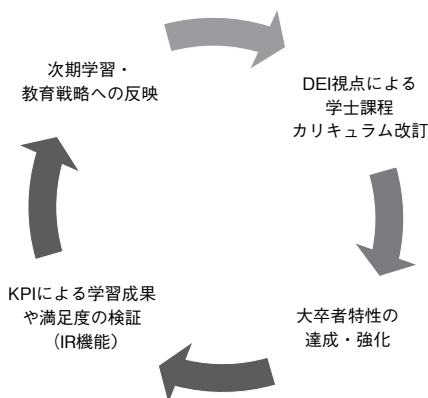 次期学習・
教育戦略への反映
DEI視点による
学士課程
カリキュラム改訂
大卒者特性の
達成・強化
KPIによる学習成果
や満足度の検証
（IR機能）